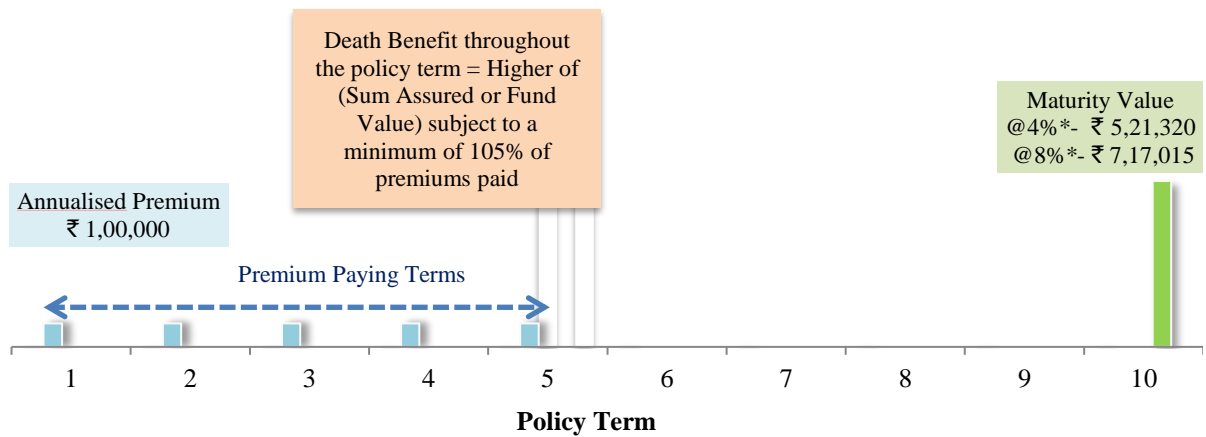 Death Benefit throughout
the policy term = Higher of
(Sum Assured or Fund
Value) subject to a
minimum of 105% of
premiums paid
Maturity Value
@4%*- ₹ 5,21,320
@8%*- ₹ 7,17,015
Annualised Premium
₹ 1,00,000
Premium Paying Terms
1 2 3 4 5 6 7 8 9 10
Policy Term